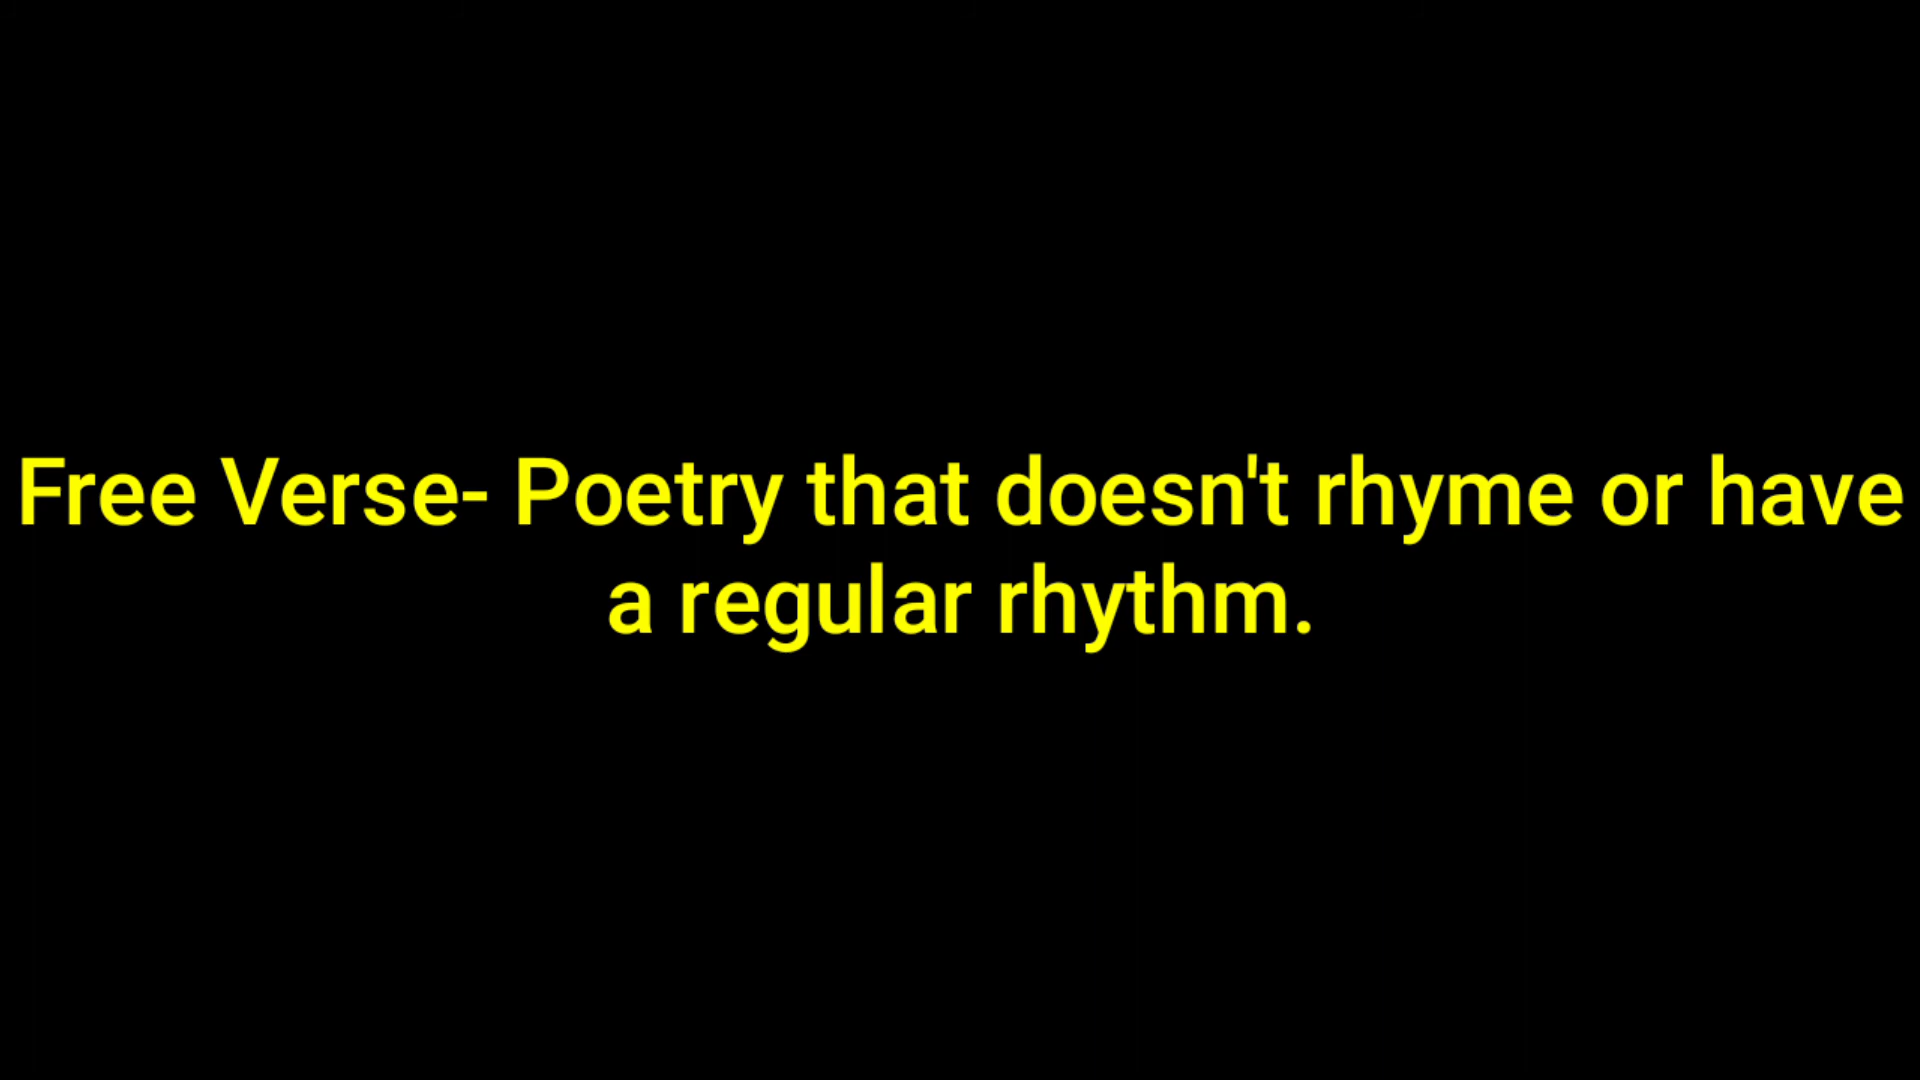 Free Verse- Poetry that doesn't rhyme or have
a regular rhythm.